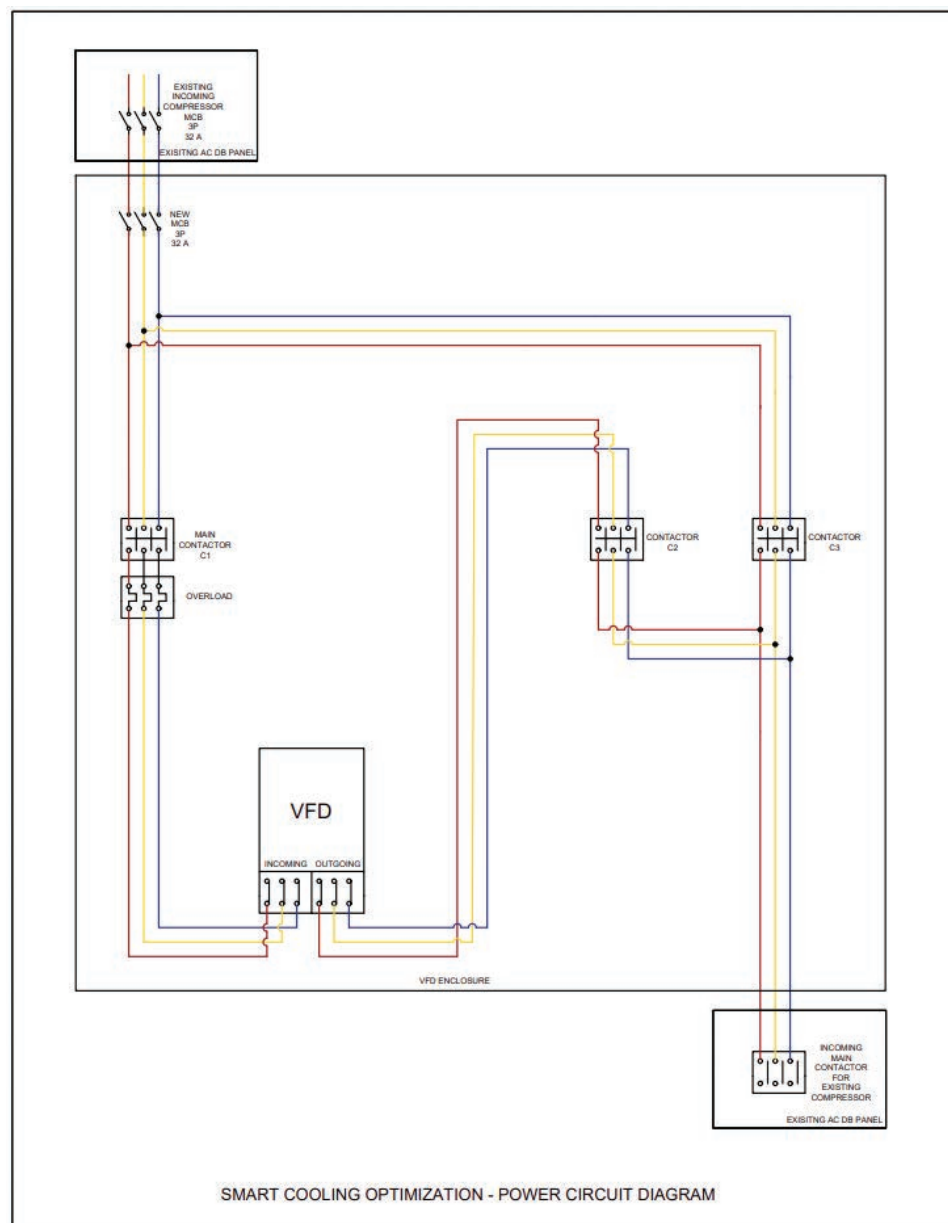 EXISTING
INCOMING
COMPRESSOR
MCB
3P
32 A
EXISITNG AC DB PANEL
NEW
MCB
3P
32 A
MAIN
CONTACTOR
C1
CONTACTOR
C2
CONTACTOR
C3
OVERLOAD
VFD
INCOMING
OUTGOING
VFD ENCLOSURE
INCOMING
MAIN
CONTACTOR
FOR
EXISTING
COMPRESSOR
EXISITNG AC DB PANEL
SMART COOLING OPTIMIZATION - POWER CIRCUIT DIAGRAM